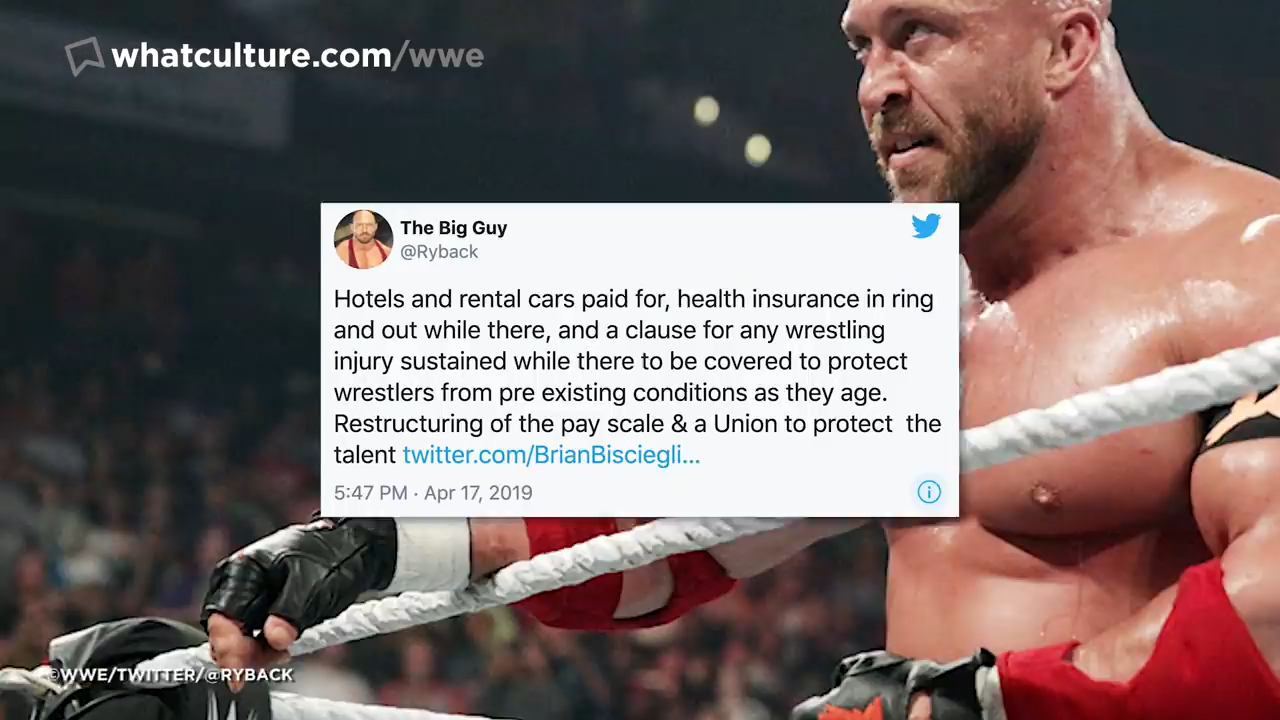 whatculture.com/wwe
The Big Guy
@Ryback
Hotels and rental cars paid for, health insurance in ring
and out while there, and a clause for any wrestling
injury sustained while there to be covered to protect
wrestlers from pre existing conditions as they age.
Restructuring of the pay scale & a Union to protect  the
talent twitter.com/BrianBisciegli...
5:47 PM · Apr 17, 2019
©WWE/TWITTER/@RYBACK